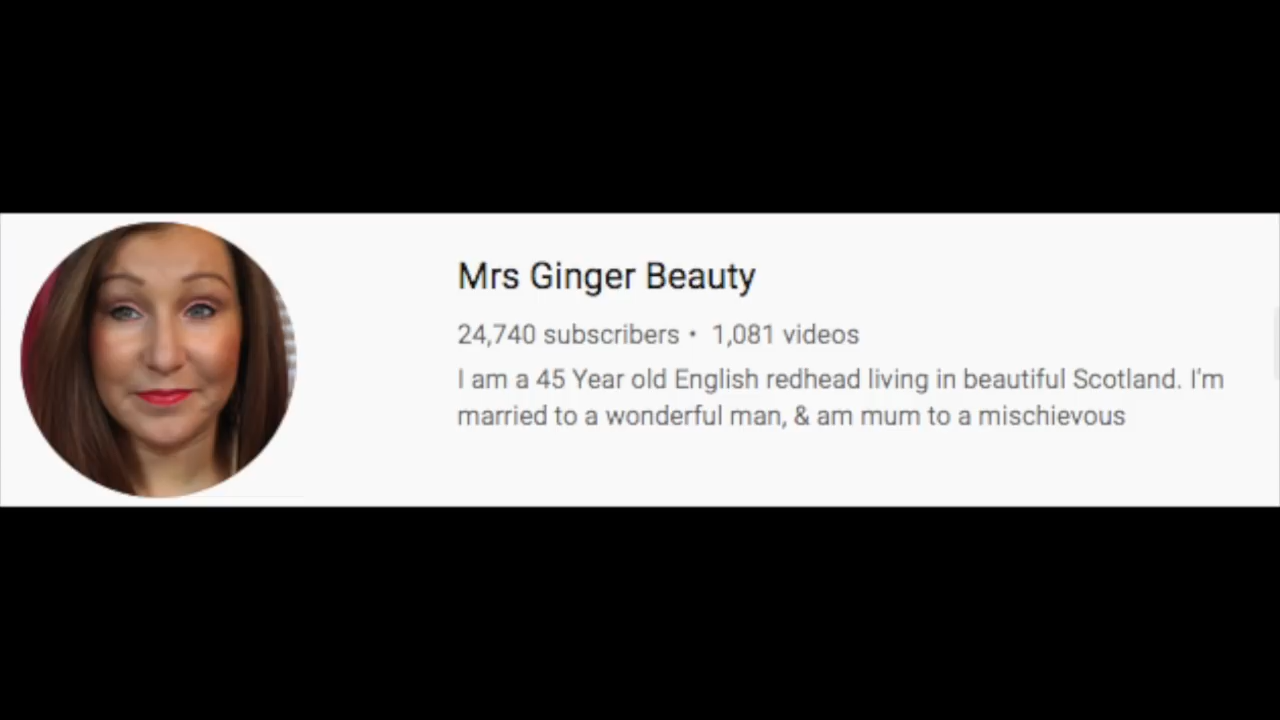 Mrs Ginger Beauty
24,740 subscribers • 1,081 videos
I am a 45 Year old English redhead living in beautiful Scotland. I'm
married to a wonderful man, & am mum to a mischievous